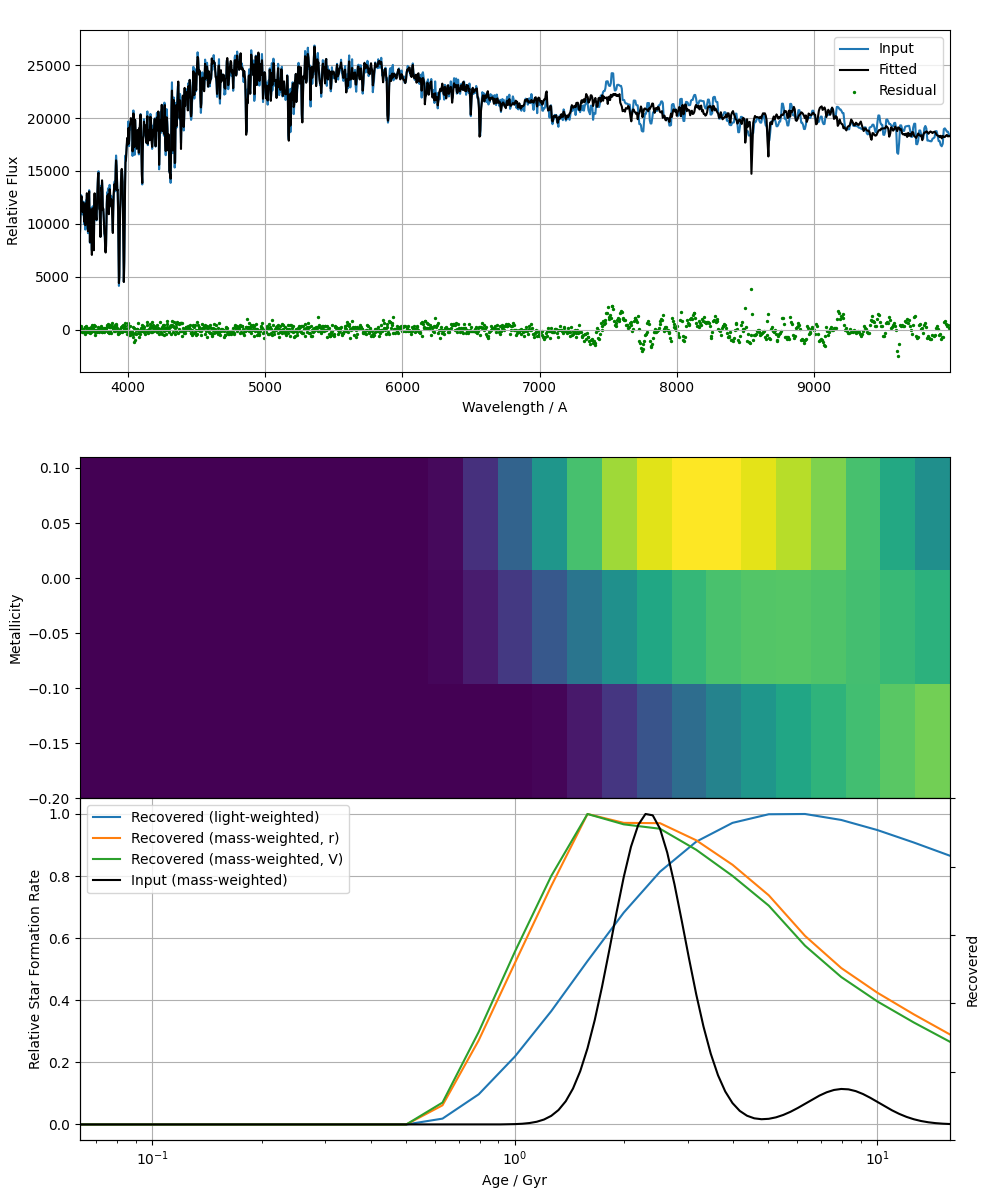 25000
20000
15000
10000
5000
0
Relative Flux
Input
Fitted
Residual
4000 5000 6000 7000 8000 9000
Wavelength / A
0.10
0.05
0.00
−0.05
−0.10
−0.15
−0.20
Metallicity
1.0
0.8
0.6
0.4
0.2
0.0
Relative Star Formation Rate
Recovered (light-weighted)
Recovered (mass-weighted, r)
Recovered (mass-weighted, V)
Input (mass-weighted)
Recovered
10⁻¹ 10⁰ 10¹
Age / Gyr